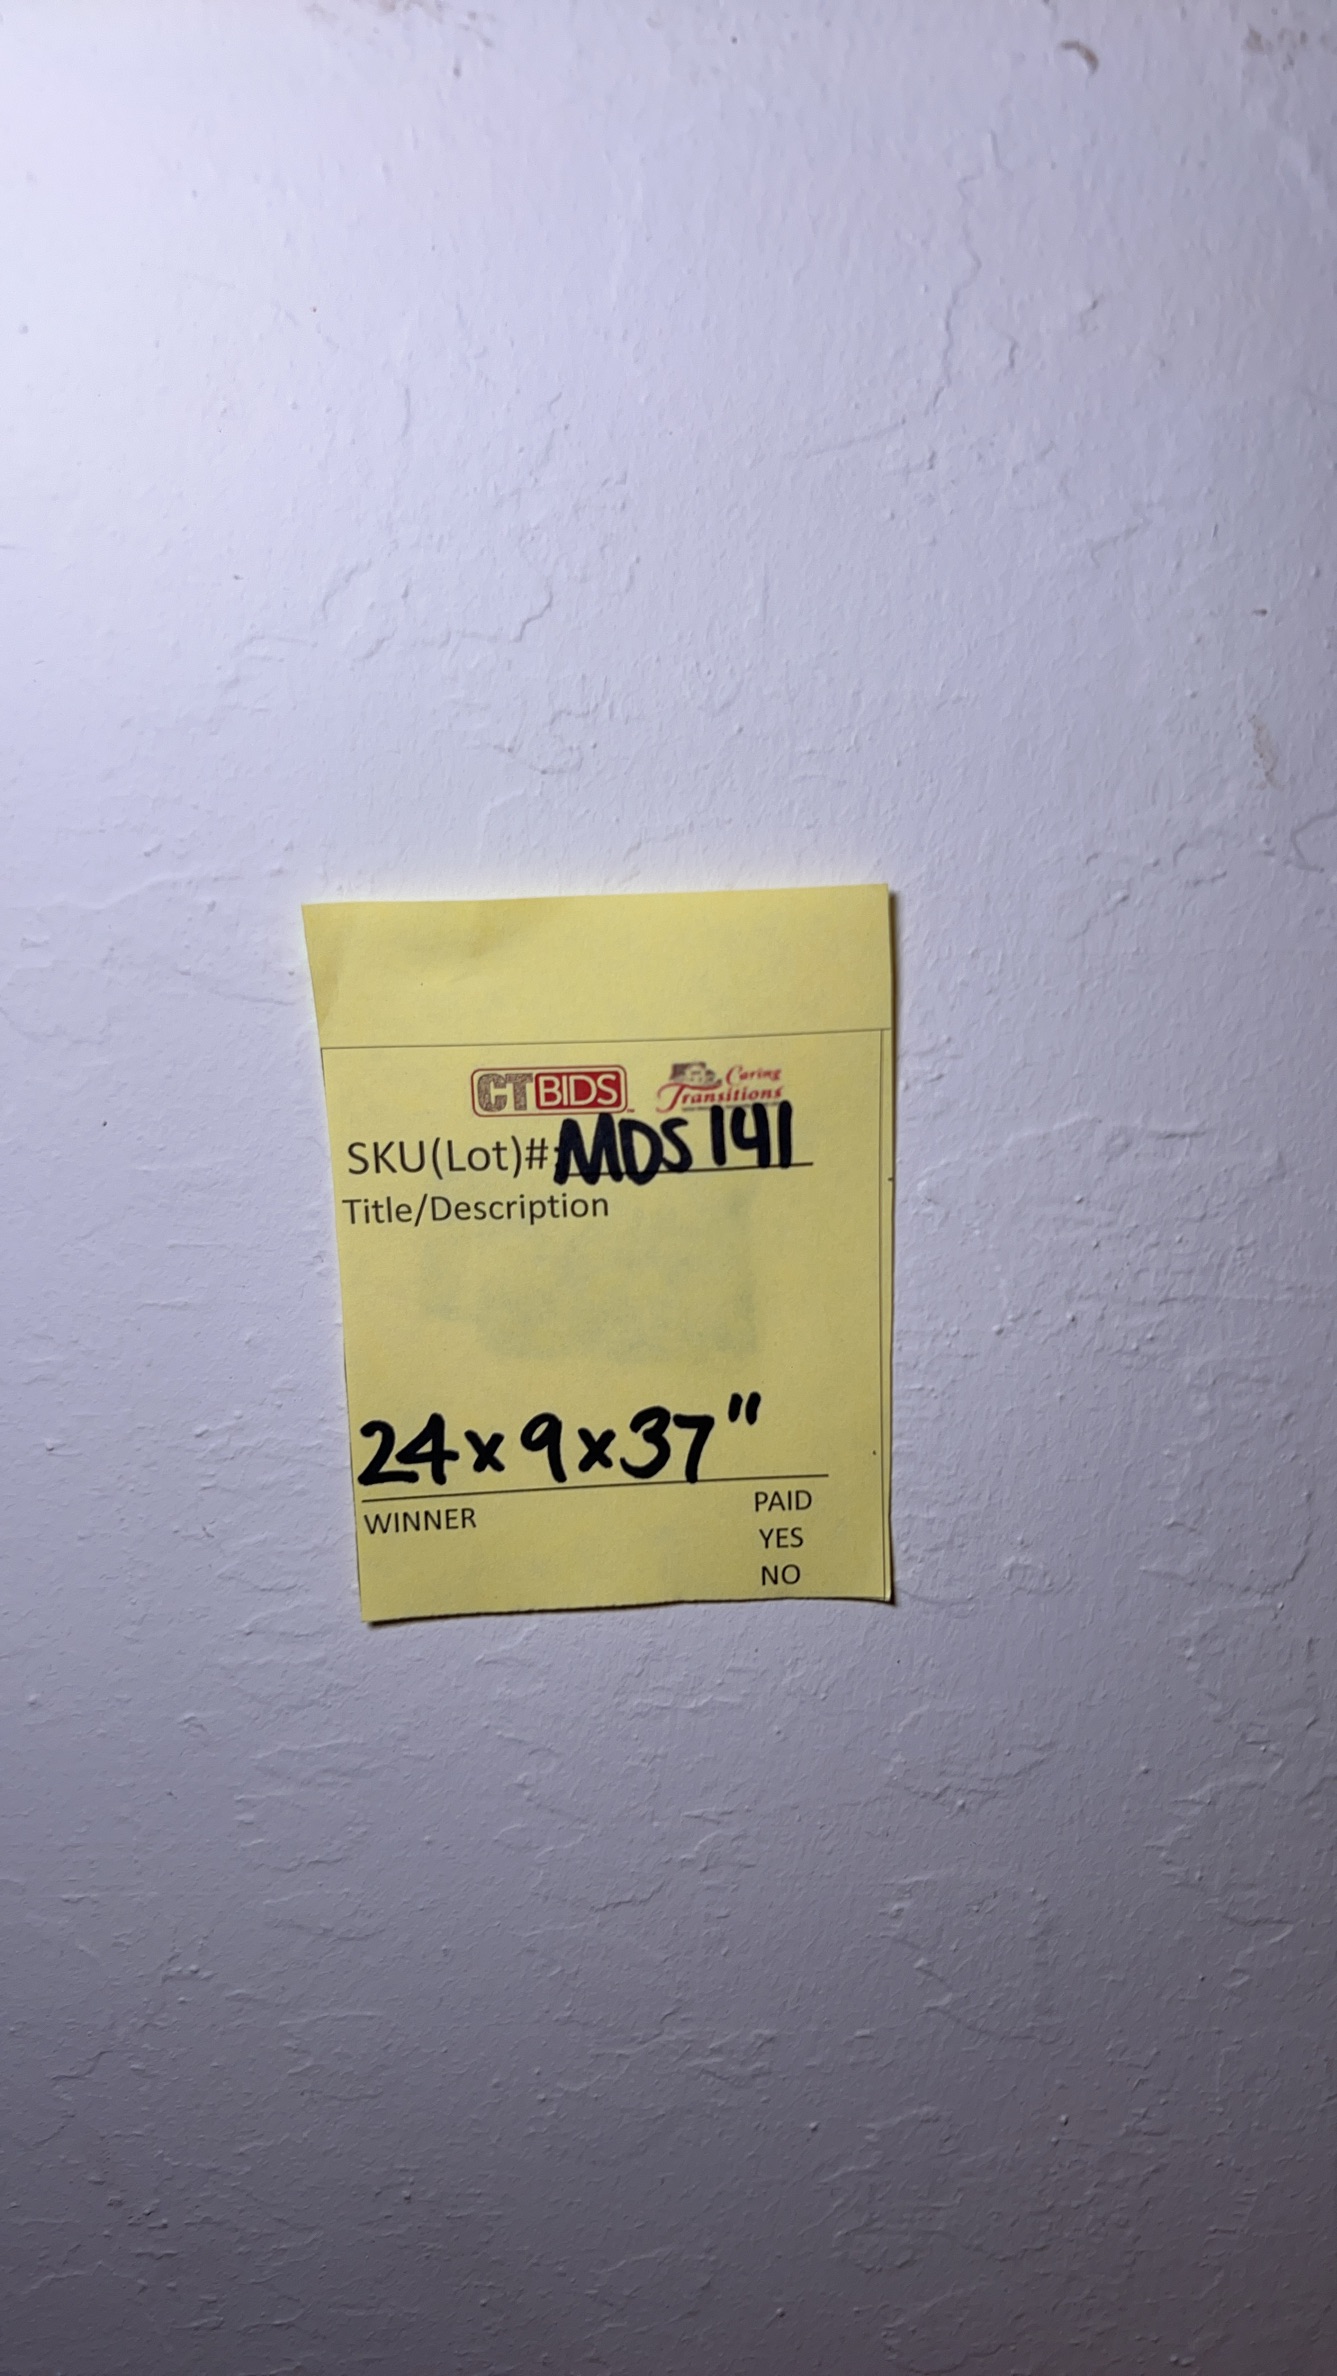 CTBIDS Caring Transitions
SKU(Lot)#: MDS 141
Title/Description
24x9x37"
WINNER PAID
YES
NO